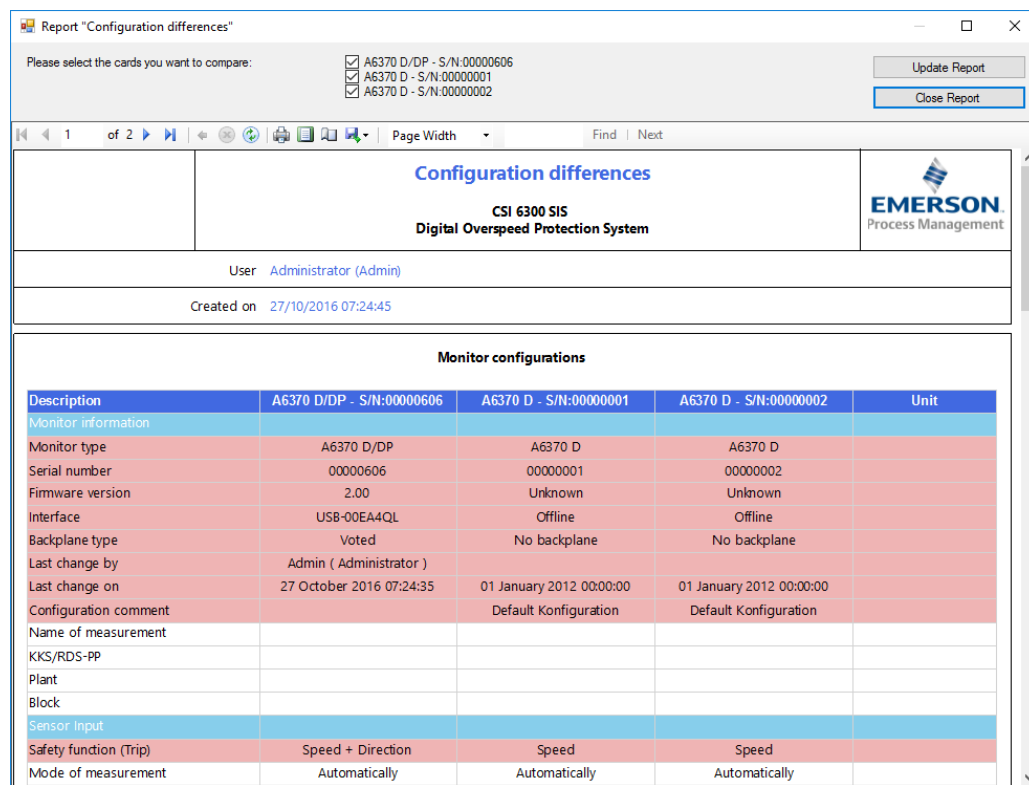 Report "Configuration differences"
Please select the cards you want to compare:
A6370 D/DP - S/N:00000606
A6370 D - S/N:00000001
A6370 D - S/N:00000002
Update Report
Close Report
1 of 2 Page Width Find | Next
Configuration differences
CSI 6300 SIS
Digital Overspeed Protection System
EMERSON.
Process Management
User Administrator (Admin)
Created on 27/10/2016 07:24:45
Monitor configurations
Description A6370 D/DP - S/N:00000606 A6370 D - S/N:00000001 A6370 D - S/N:00000002 Unit
Monitor information
Monitor type A6370 D/DP A6370 D A6370 D
Serial number 00000606 00000001 00000002
Firmware version 2.00 Unknown Unknown
Interface USB-00EA4QL Offline Offline
Backplane type Voted No backplane No backplane
Last change by Admin ( Administrator )
Last change on 27 October 2016 07:24:35 01 January 2012 00:00:00 01 January 2012 00:00:00
Configuration comment Default Konfiguration Default Konfiguration
Name of measurement
KKS/RDS-PP
Plant
Block
Sensor Input
Safety function (Trip) Speed + Direction Speed Speed
Mode of measurement Automatically Automatically Automatically